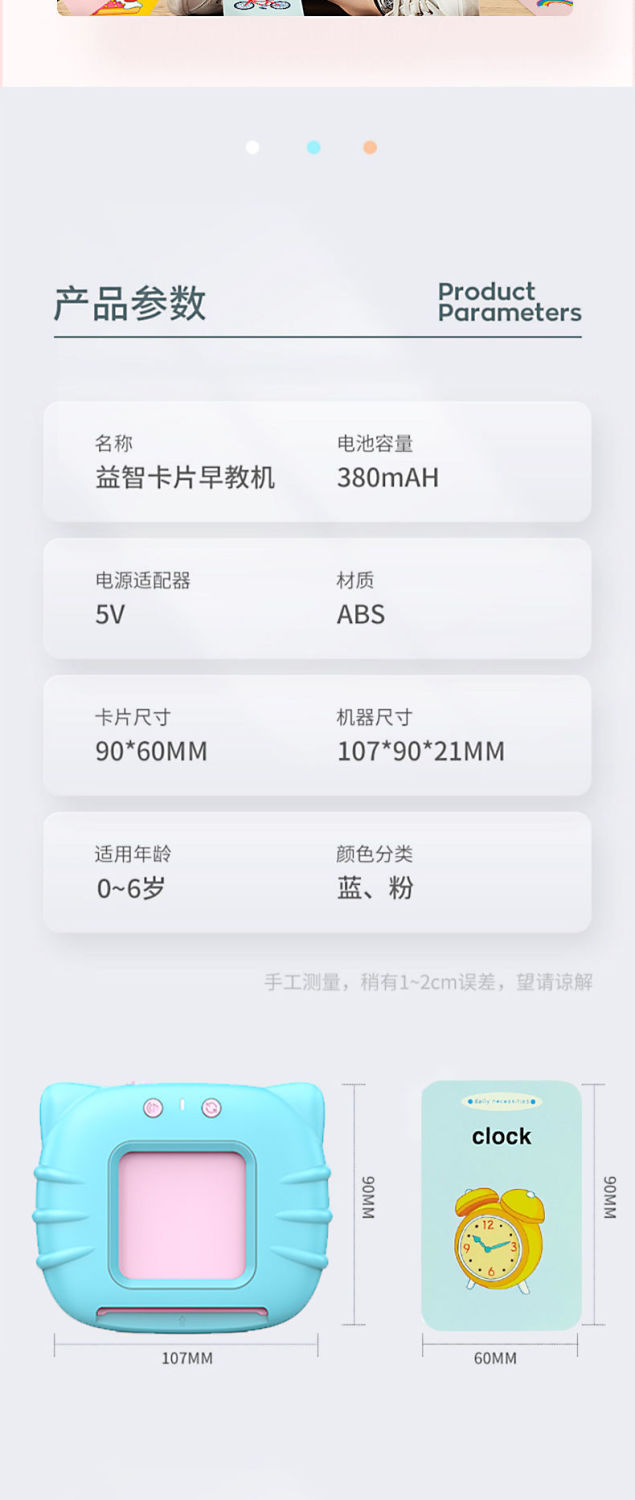 产品参数
Product
Parameters
名称
电池容量
益智卡片早教机
380mAH
电源适配器
材质
5V
ABS
卡片尺寸
机器尺寸
90*60MM
107*90*21MM
适用年龄
颜色分类
0~6岁
蓝、粉
手工测量，稍有1~2cm误差，望请谅解
daily necessities
clock
12
9
3
6
90MM
90MM
107MM
60MM